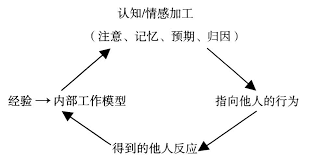 认知/情感加工
（注意、记忆、预期、归因）
经验→内部工作模型
指向他人的行为
得到的他人反应